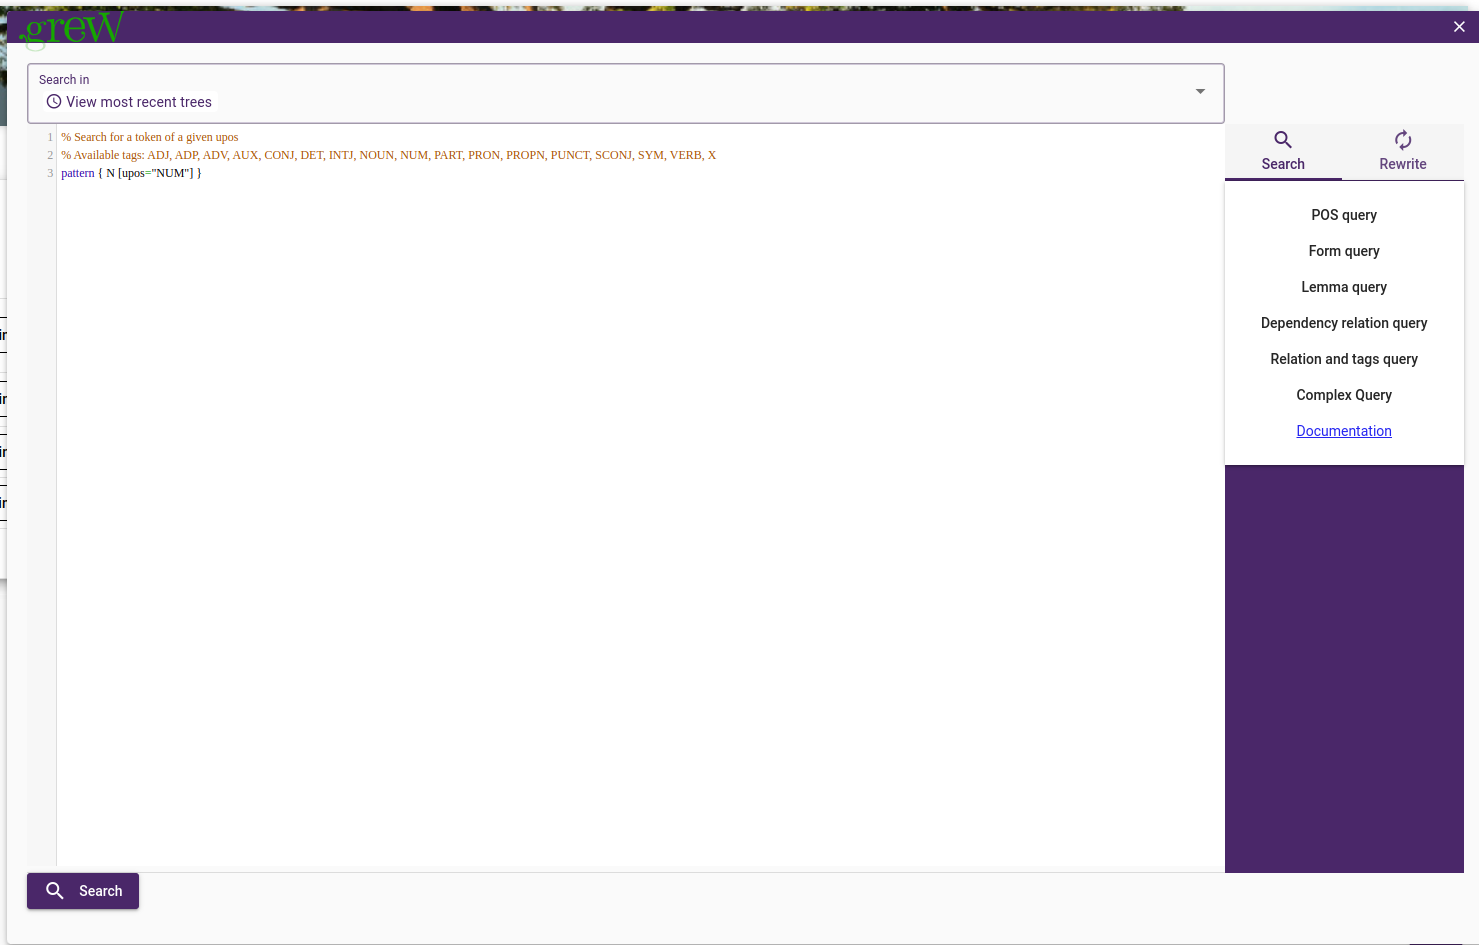 .grew
Search in
View most recent trees
1 % Search for a token of a given upos
2 % Available tags: ADJ, ADP, ADV, AUX, CONJ, DET, INTJ, NOUN, NUM, PART, PRON, PROPN, PUNCT, SCONJ, SYM, VERB, X
3 pattern { N [upos="NUM"] }
Search
Rewrite
POS query
Form query
Lemma query
Dependency relation query
Relation and tags query
Complex Query
Documentation
Search